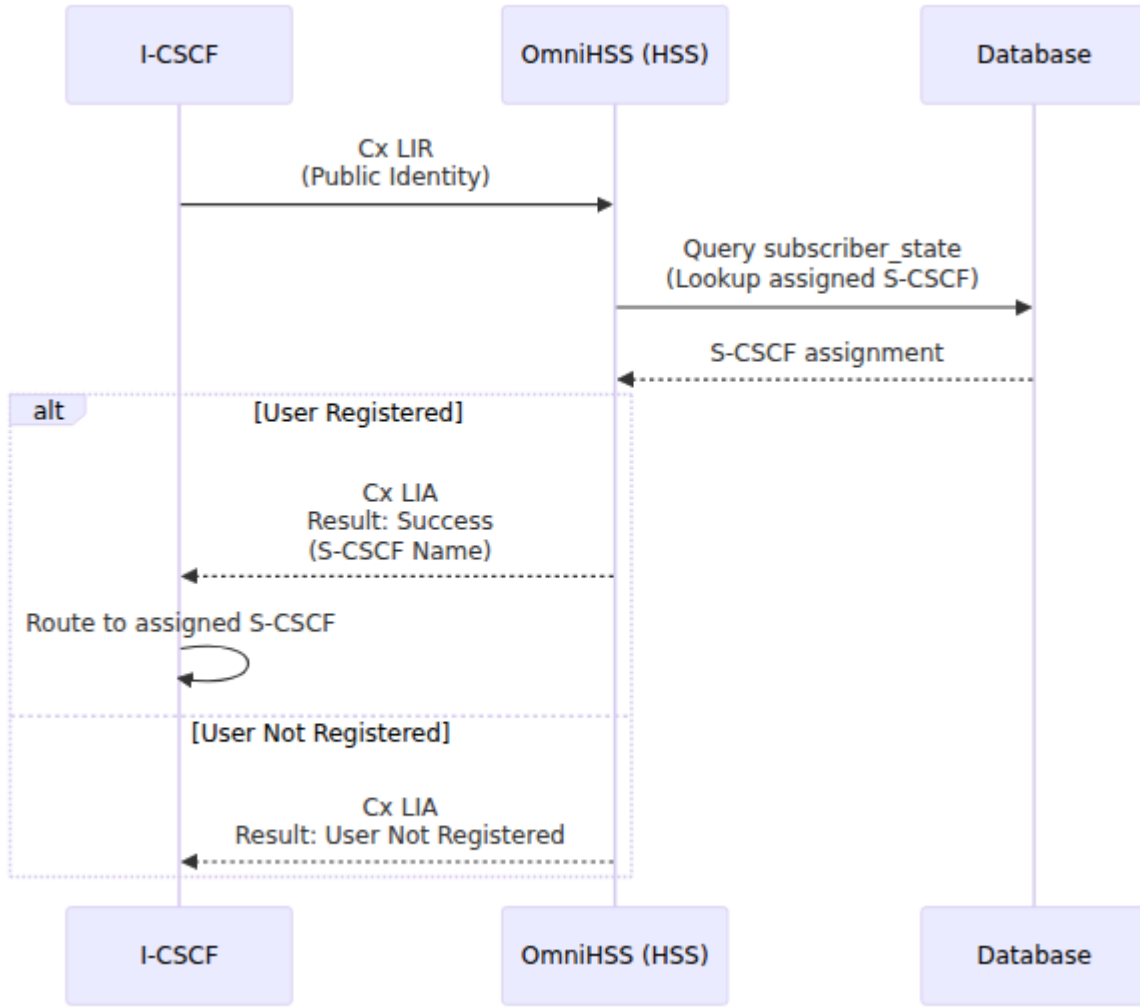 I-CSCF
OmniHSS (HSS)
Database
Cx LIR
(Public Identity)
Query subscriber_state
(Lookup assigned S-CSCF)
S-CSCF assignment
alt
[User Registered]
Cx LIA
Result: Success
(S-CSCF Name)
Route to assigned S-CSCF
[User Not Registered]
Cx LIA
Result: User Not Registered
I-CSCF
OmniHSS (HSS)
Database